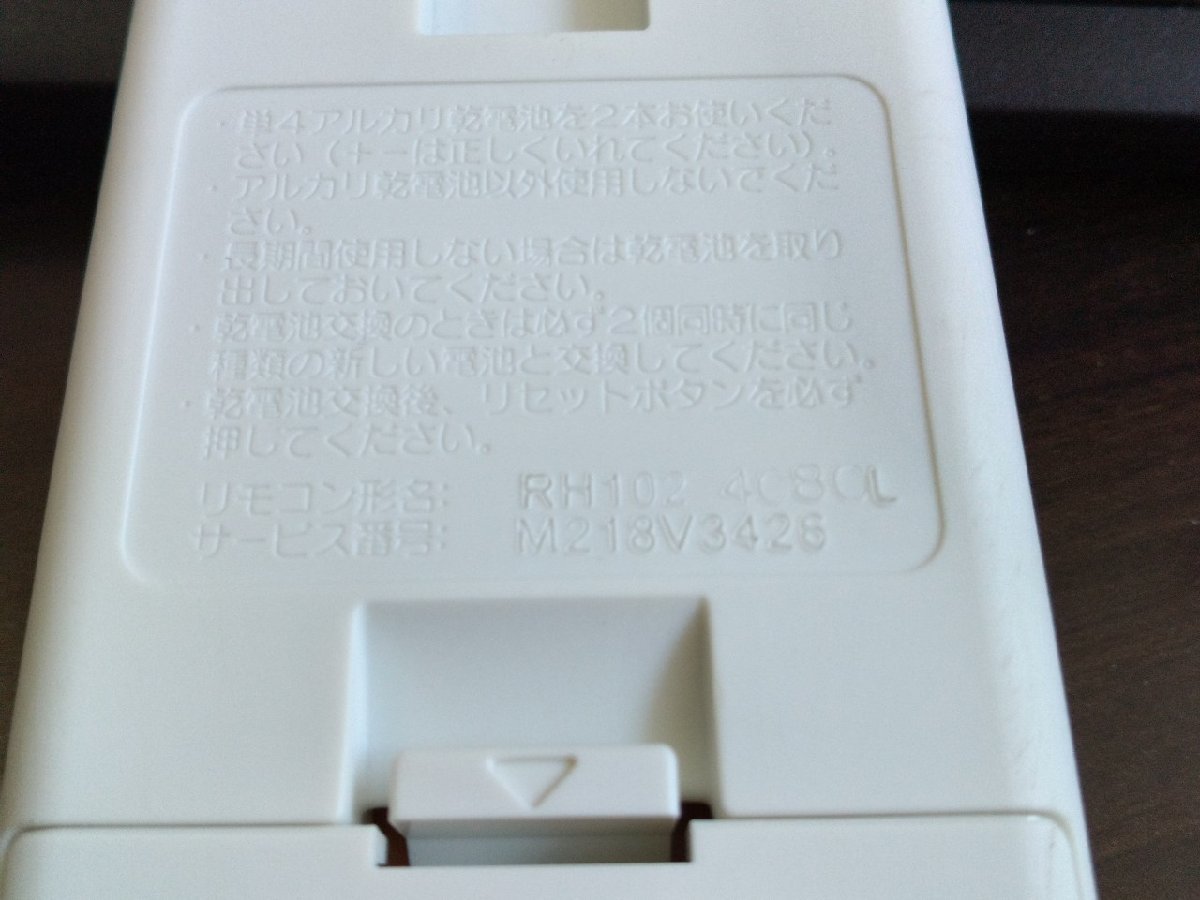 ・単4アルカリ乾電池を2本お使いくだ
さい(キーは正しくいれてください)。
・アルカリ乾電池以外使用しないでくだ
さい。
・長期間使用しない場合は乾電池を取り
出しておいてください。
・乾電池交換のときは必ず2個同時に同じ
種類の新しい電池と交換してください。
・乾電池交換後、リセットボタンを必ず
押してください。
リモコン形名: RH102 408CL
サービス番号: M218V3426